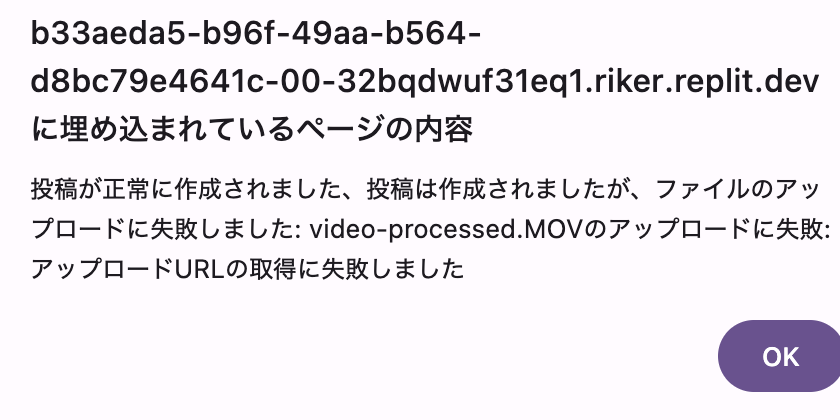 b33aeda5-b96f-49aa-b564-
d8bc79e4641c-00-32bqdwuf31eq1.riker.replit.dev
に埋め込まれているページの内容
投稿が正常に作成されました、投稿は作成されましたが、ファイルのアッ
プロードに失敗しました: video-processed.MOVのアップロードに失敗:
アップロードURLの取得に失敗しました
OK